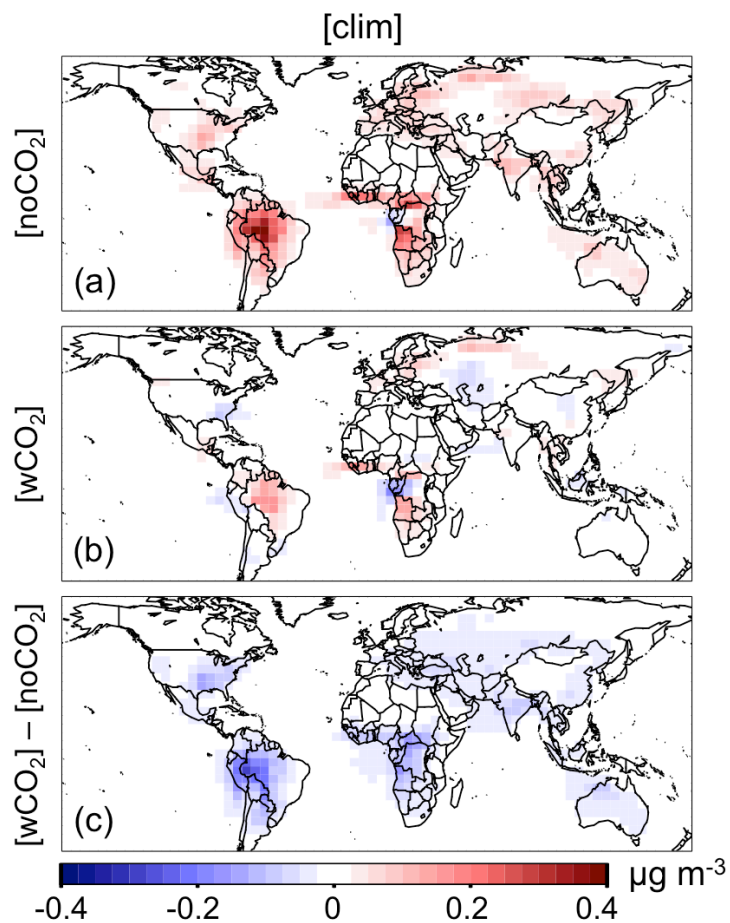 [clim]
[noCO₂]
(a)
[wCO₂]
(b)
[wCO₂] – [noCO₂]
(c)
-0.4 -0.2 0 0.2 0.4 µg m⁻³